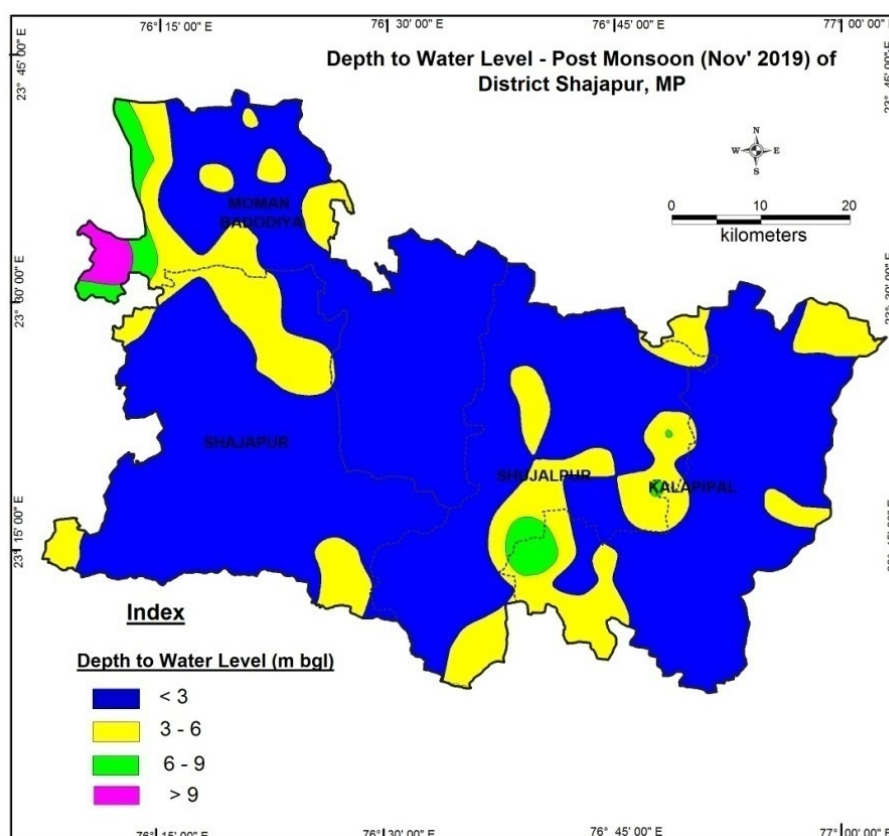 76° 15' 00" E
76° 30' 00" E
76° 45' 00" E
77° 00' 00" E
23° 45' 00" E
Depth to Water Level - Post Monsoon (Nov' 2019) of
District Shajapur, MP
N
W
E
S
0 10 20
kilometers
MOMAN
BADODIYA
23° 30' 00" E
SHAJAPUR
SHUJALPUR
KALAPIPAL
23° 15' 00" E
Index
Depth to Water Level (m bgl)
< 3
3 - 6
6 - 9
> 9
76° 15' 00" E
76° 30' 00" E
76° 45' 00" E
77° 00' 00" E